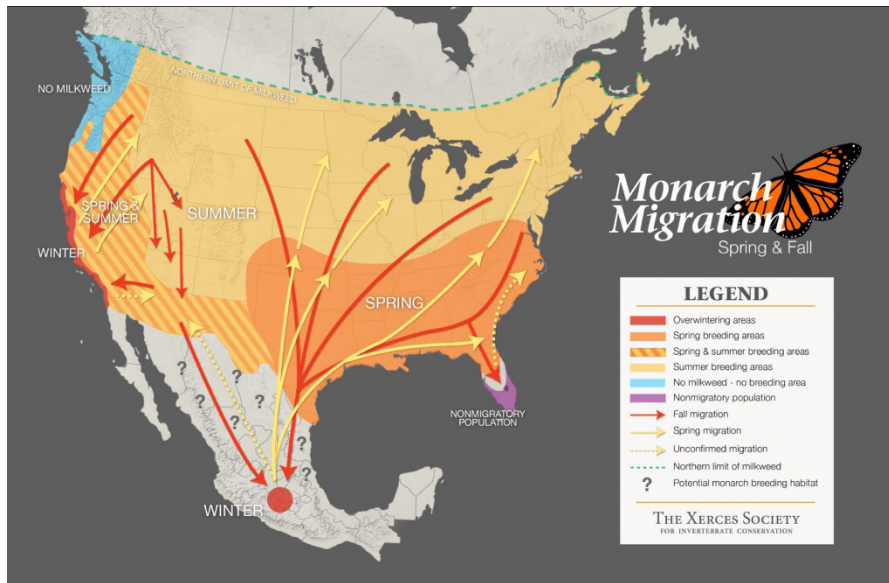 NO MILKWEED
NORTHERN LIMIT OF MILKWEED
SPRING &
SUMMER
SUMMER
WINTER
SPRING
NONMIGRATORY
POPULATION
WINTER
?
?
?
?
?
?
?
?
Monarch
Migration
Spring & Fall
LEGEND
Overwintering areas
Spring breeding areas
Spring & summer breeding areas
Summer breeding areas
No milkweed - no breeding area
Nonmigratory population
Fall migration
Spring migration
Unconfirmed migration
Northern limit of milkweed
? Potential monarch breeding habitat
THE XERCES SOCIETY
FOR INVERTEBRATE CONSERVATION